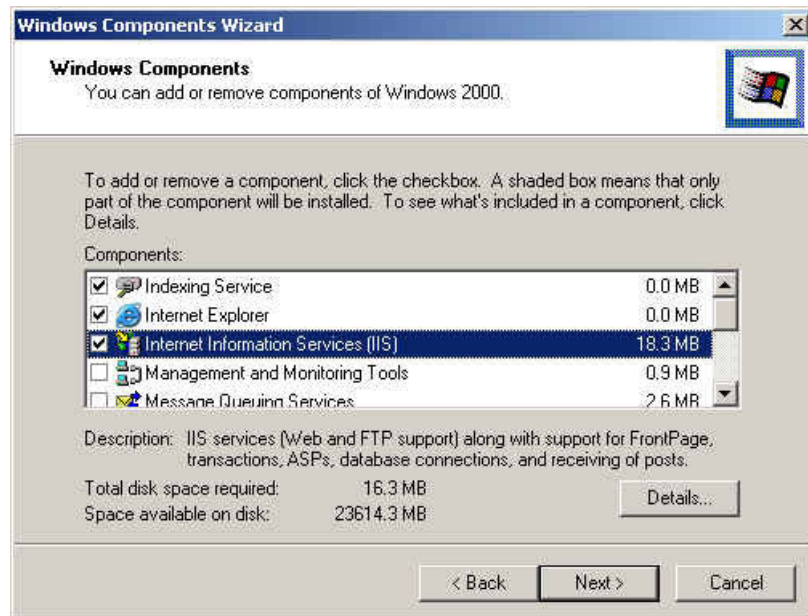 Windows Components Wizard
Windows Components
You can add or remove components of Windows 2000.
To add or remove a component, click the checkbox. A shaded box means that only
part of the component will be installed. To see what's included in a component, click
Details.
Components:
Indexing Service 0.0 MB
Internet Explorer 0.0 MB
Internet Information Services (IIS) 18.3 MB
Management and Monitoring Tools 0.9 MB
Message Queuing Services 2.6 MB
Description: IIS services (Web and FTP support) along with support for FrontPage,
transactions, ASPs, database connections, and receiving of posts.
Total disk space required: 16.3 MB
Space available on disk: 23614.3 MB
Details...
< Back Next > Cancel